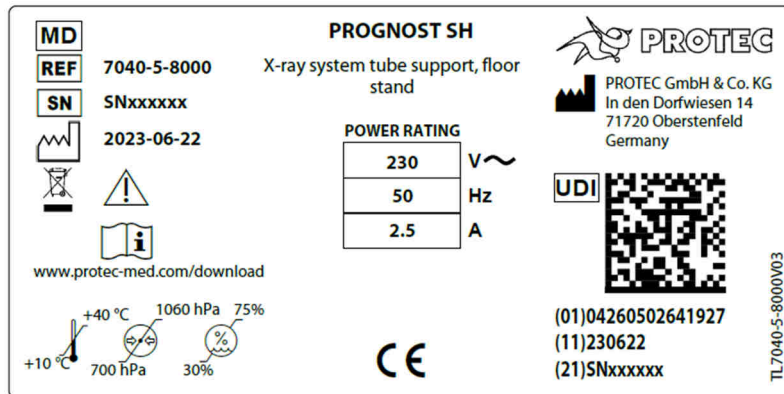 MD
REF 7040-5-8000
SN SNxxxxxx
2023-06-22
www.protec-med.com/download
+40 °C
+10 °C
1060 hPa
700 hPa
75%
%
30%
PROGNOST SH
X-ray system tube support, floor
stand
POWER RATING
230 V
50 Hz
2.5 A
CE
PROTEC
PROTEC GmbH & Co. KG
In den Dorfwiesen 14
71720 Oberstenfeld
Germany
UDI
(01)04260502641927
(11)230622
(21)SNxxxxxx
TL7040-5-8000V03